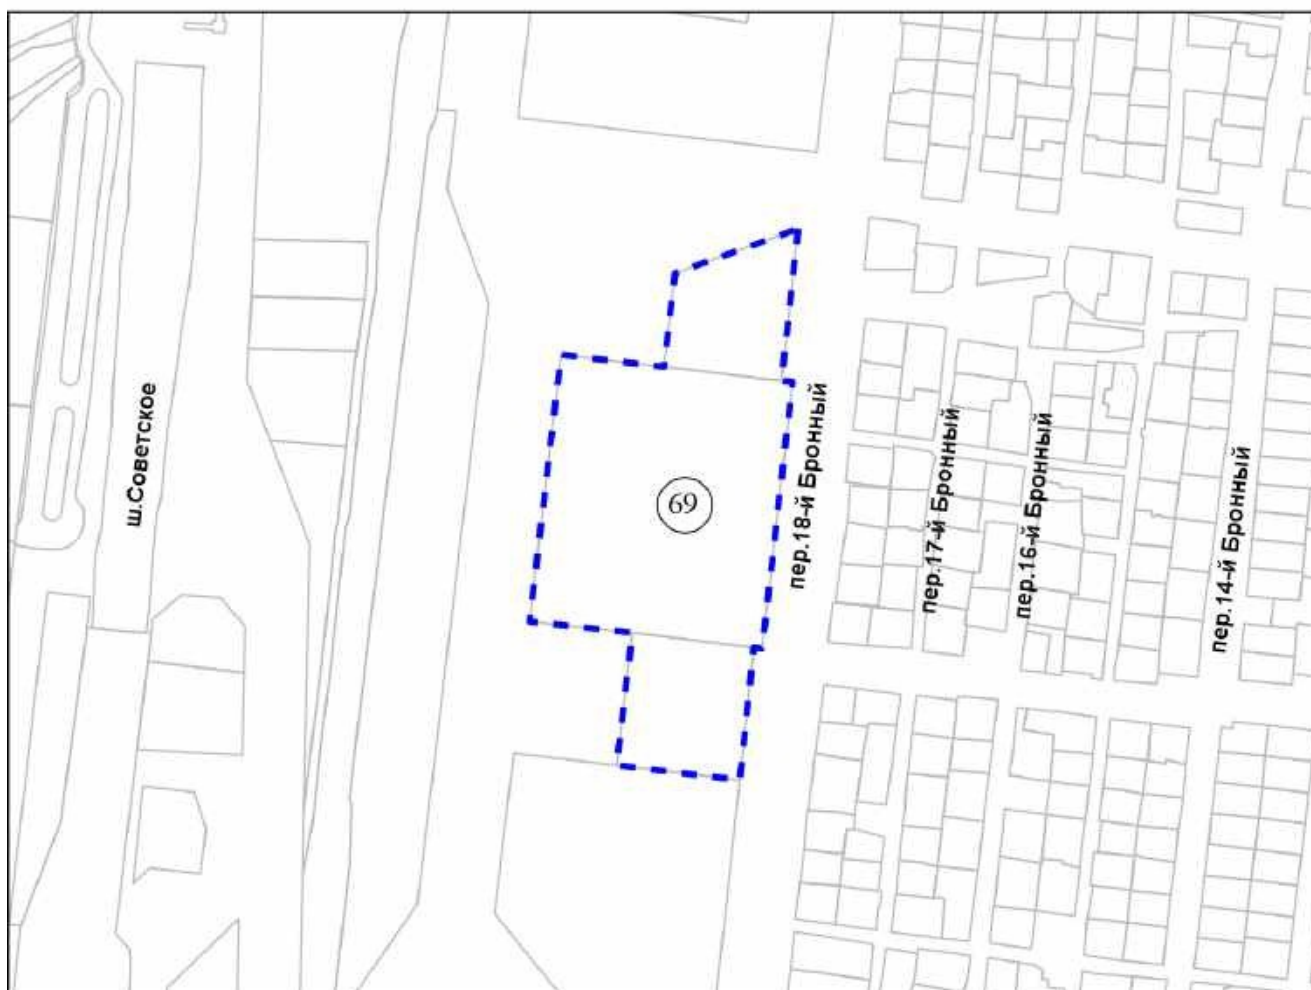 ш.Советское
69
пер.18-й Бронный
пер.17-й Бронный
пер.16-й Бронный
пер.14-й Бронный